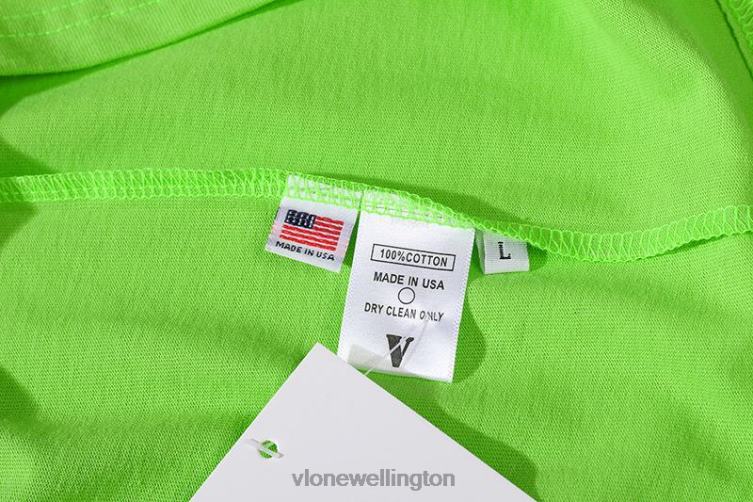 MADE IN USA
100%COTTON
MADE IN USA
DRY CLEAN ONLY
V
L
vlonewellington